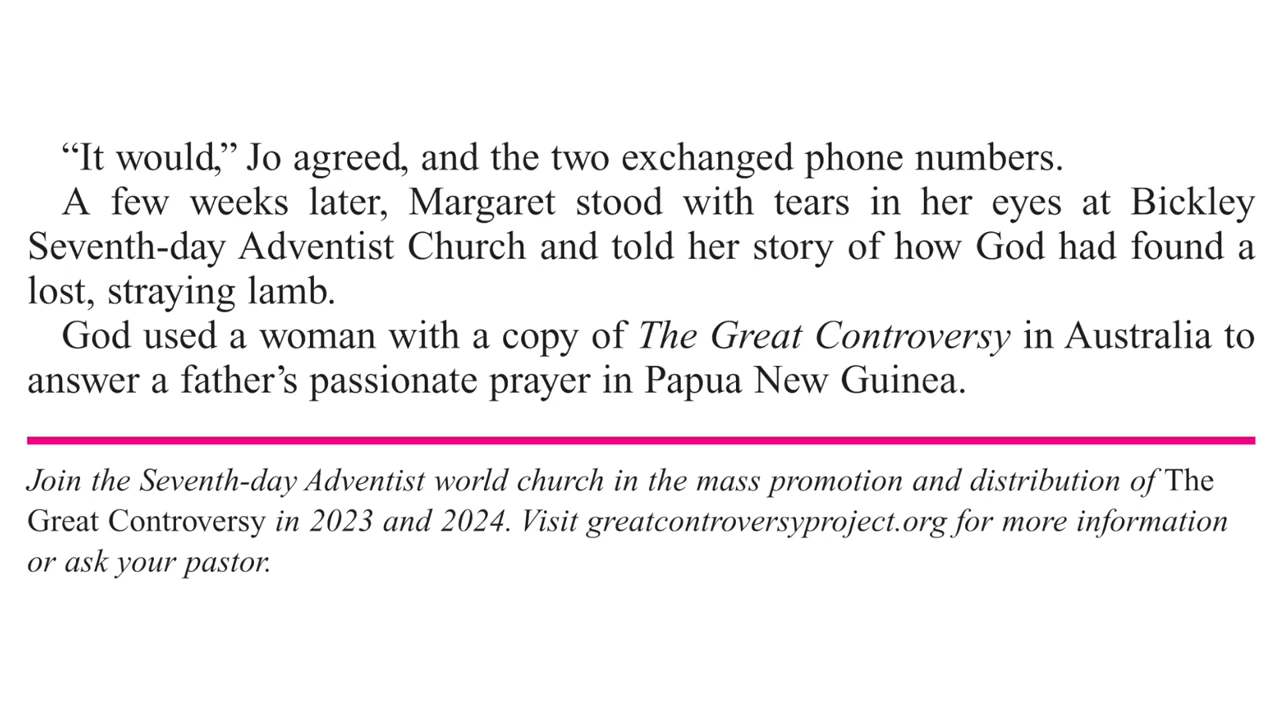 “It would,” Jo agreed, and the two exchanged phone numbers.
A few weeks later, Margaret stood with tears in her eyes at Bickley
Seventh-day Adventist Church and told her story of how God had found a
lost, straying lamb.
God used a woman with a copy of The Great Controversy in Australia to
answer a father’s passionate prayer in Papua New Guinea.
Join the Seventh-day Adventist world church in the mass promotion and distribution of The
Great Controversy in 2023 and 2024. Visit greatcontroversyproject.org for more information
or ask your pastor.